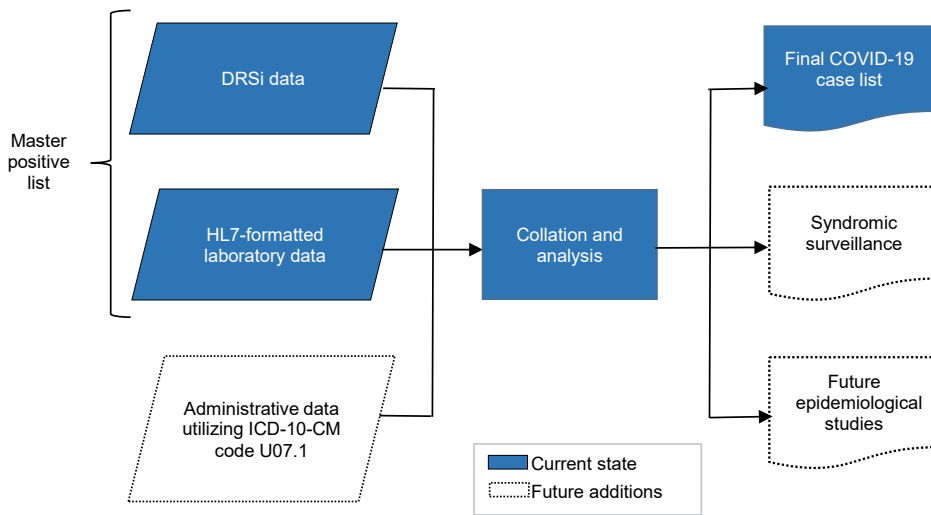 Master
positive
list
DRSi data
HL7-formatted
laboratory data
Administrative data
utilizing ICD-10-CM
code U07.1
Collation and
analysis
Final COVID-19
case list
Syndromic
surveillance
Future
epidemiological
studies
Current state
Future additions